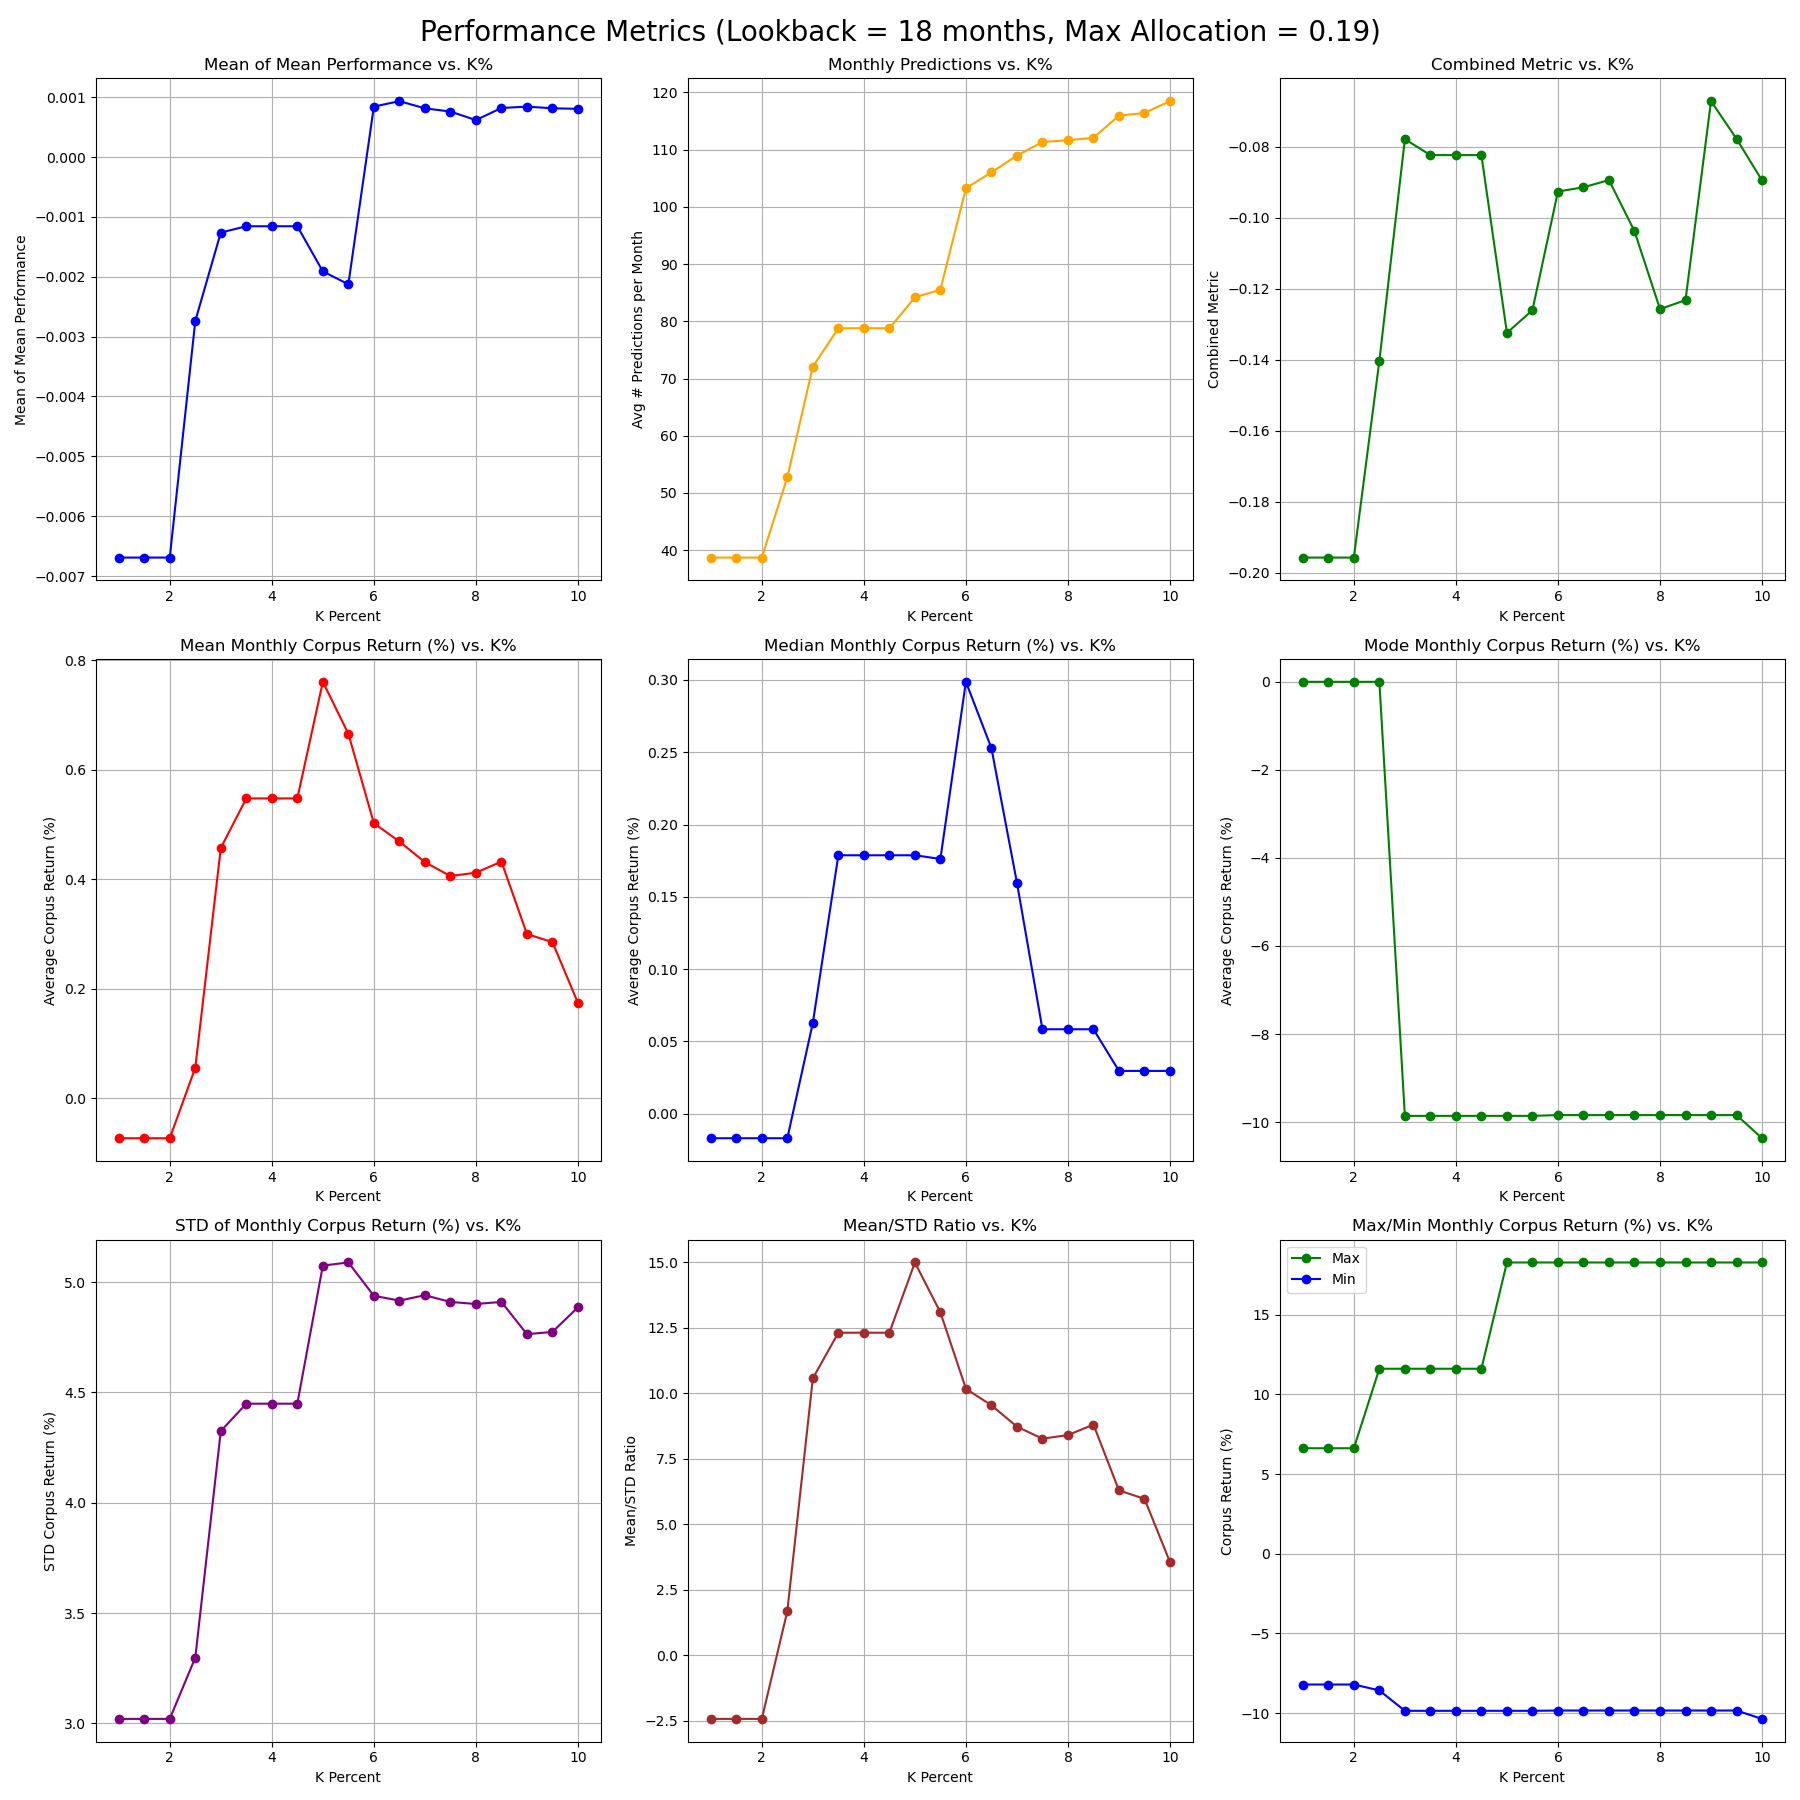 Performance Metrics (Lookback = 18 months, Max Allocation = 0.19)
Mean of Mean Performance vs. K%
0.001
0.000
−0.001
−0.002
−0.003
−0.004
−0.005
−0.006
−0.007
Mean of Mean Performance
2 4 6 8 10
K Percent
Monthly Predictions vs. K%
120
110
100
90
80
70
60
50
40
Avg # Predictions per Month
2 4 6 8 10
K Percent
Combined Metric vs. K%
−0.08
−0.10
−0.12
−0.14
−0.16
−0.18
−0.20
Combined Metric
2 4 6 8 10
K Percent
Mean Monthly Corpus Return (%) vs. K%
0.8
0.6
0.4
0.2
0.0
Average Corpus Return (%)
2 4 6 8 10
K Percent
Median Monthly Corpus Return (%) vs. K%
0.30
0.25
0.20
0.15
0.10
0.05
0.00
Average Corpus Return (%)
2 4 6 8 10
K Percent
Mode Monthly Corpus Return (%) vs. K%
0
−2
−4
−6
−8
−10
Average Corpus Return (%)
2 4 6 8 10
K Percent
STD of Monthly Corpus Return (%) vs. K%
5.0
4.5
4.0
3.5
3.0
STD Corpus Return (%)
2 4 6 8 10
K Percent
Mean/STD Ratio vs. K%
15.0
12.5
10.0
7.5
5.0
2.5
0.0
−2.5
Mean/STD Ratio
2 4 6 8 10
K Percent
Max/Min Monthly Corpus Return (%) vs. K%
Max
Min
15
10
5
0
−5
−10
Corpus Return (%)
2 4 6 8 10
K Percent